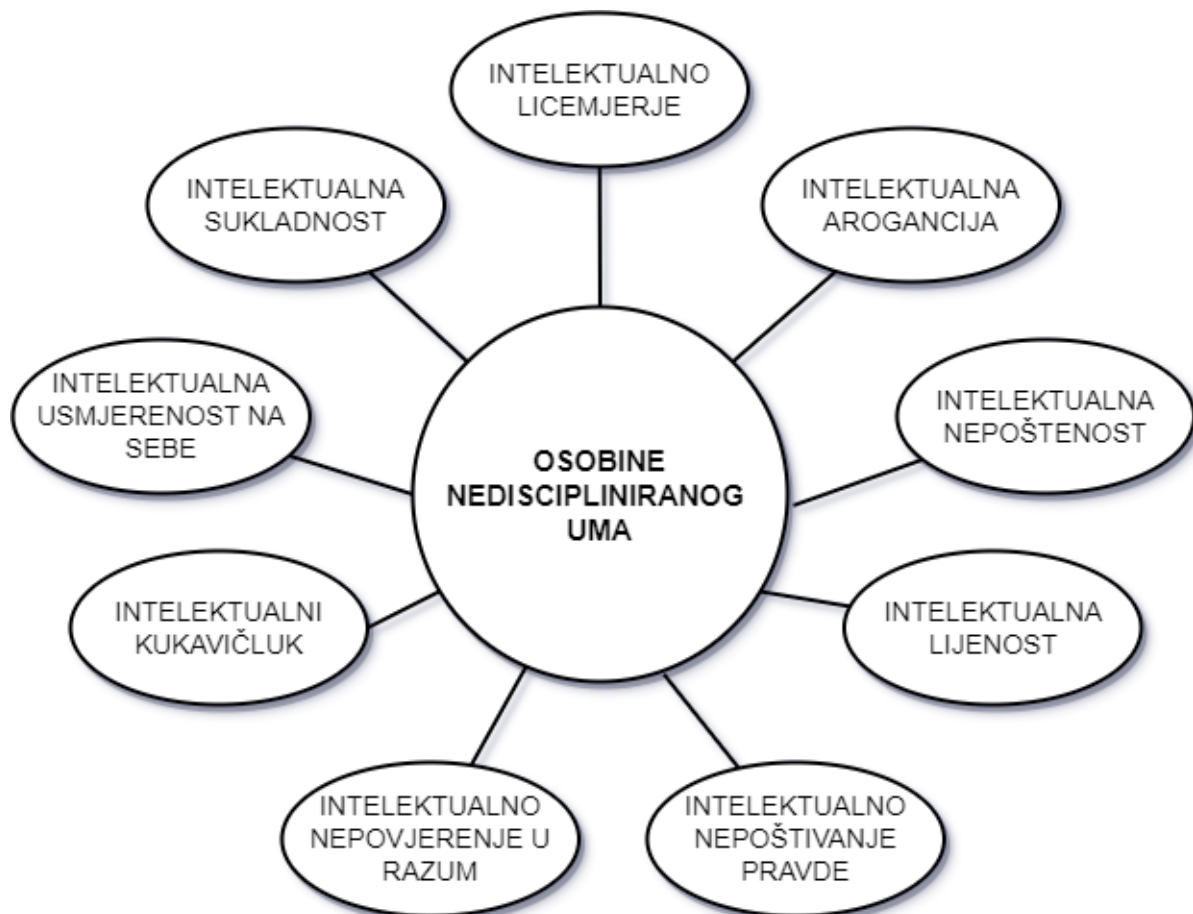 INTELEKTUALNO
LICEMJERJE
INTELEKTUALNA
AROGANCIJA
INTELEKTUALNA
NEPOŠTENOST
INTELEKTUALNA
LIJENOST
INTELEKTUALNO
NEPOŠTIVANJE
PRAVDE
INTELEKTUALNO
NEPOVJERENJE U
RAZUM
INTELEKTUALNI
KUKAVIČLUK
INTELEKTUALNA
USMJERENOST NA
SEBE
INTELEKTUALNA
SUKLADNOST
OSOBINE
NEDISCIPLINIRANOG
UMA